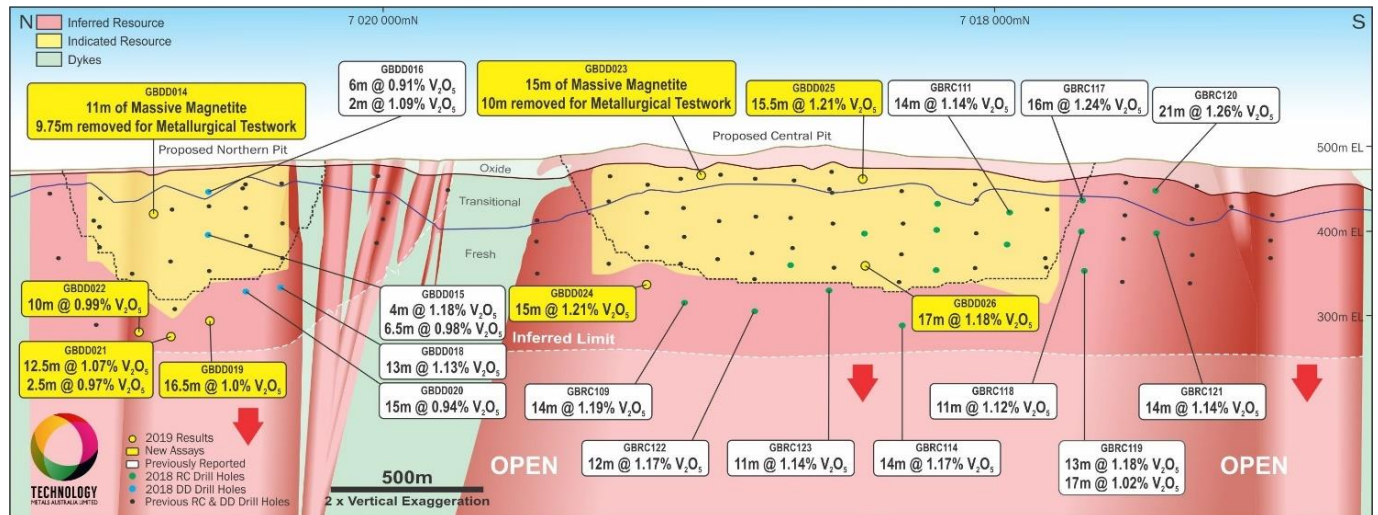 N
7 020 000mN
7 018 000mN
S
Inferred Resource
Indicated Resource
Dykes
GBDD014
11m of Massive Magnetite
9.75m removed for Metallurgical Testwork
GBDD016
6m @ 0.91% V₂O₅
2m @ 1.09% V₂O₅
GBDD023
15m of Massive Magnetite
10m removed for Metallurgical Testwork
GBDD025
15.5m @ 1.21% V₂O₅
GBRC111
14m @ 1.14% V₂O₅
GBRC117
16m @ 1.24% V₂O₅
GBRC120
21m @ 1.26% V₂O₅
Proposed Northern Pit
Proposed Central Pit
500m EL
Oxide
Transitional
400m EL
Fresh
300m EL
GBDD022
10m @ 0.99% V₂O₅
GBDD021
12.5m @ 1.07% V₂O₅
2.5m @ 0.97% V₂O₅
GBDD019
16.5m @ 1.0% V₂O₅
GBDD015
4m @ 1.18% V₂O₅
6.5m @ 0.98% V₂O₅
GBDD018
13m @ 1.13% V₂O₅
GBDD020
15m @ 0.94% V₂O₅
GBDD024
15m @ 1.21% V₂O₅
Inferred Limit
GBDD026
17m @ 1.18% V₂O₅
GBRC109
14m @ 1.19% V₂O₅
GBRC122
12m @ 1.17% V₂O₅
GBRC123
11m @ 1.14% V₂O₅
GBRC114
14m @ 1.17% V₂O₅
GBRC118
11m @ 1.12% V₂O₅
GBRC119
13m @ 1.18% V₂O₅
17m @ 1.02% V₂O₅
GBRC121
14m @ 1.14% V₂O₅
OPEN
OPEN
TECHNOLOGY
METALS AUSTRALIA LIMITED
2019 Results
New Assays
Previously Reported
2018 RC Drill Holes
2018 DD Drill Holes
Previous RC & DD Drill Holes
500m
2 x Vertical Exaggeration